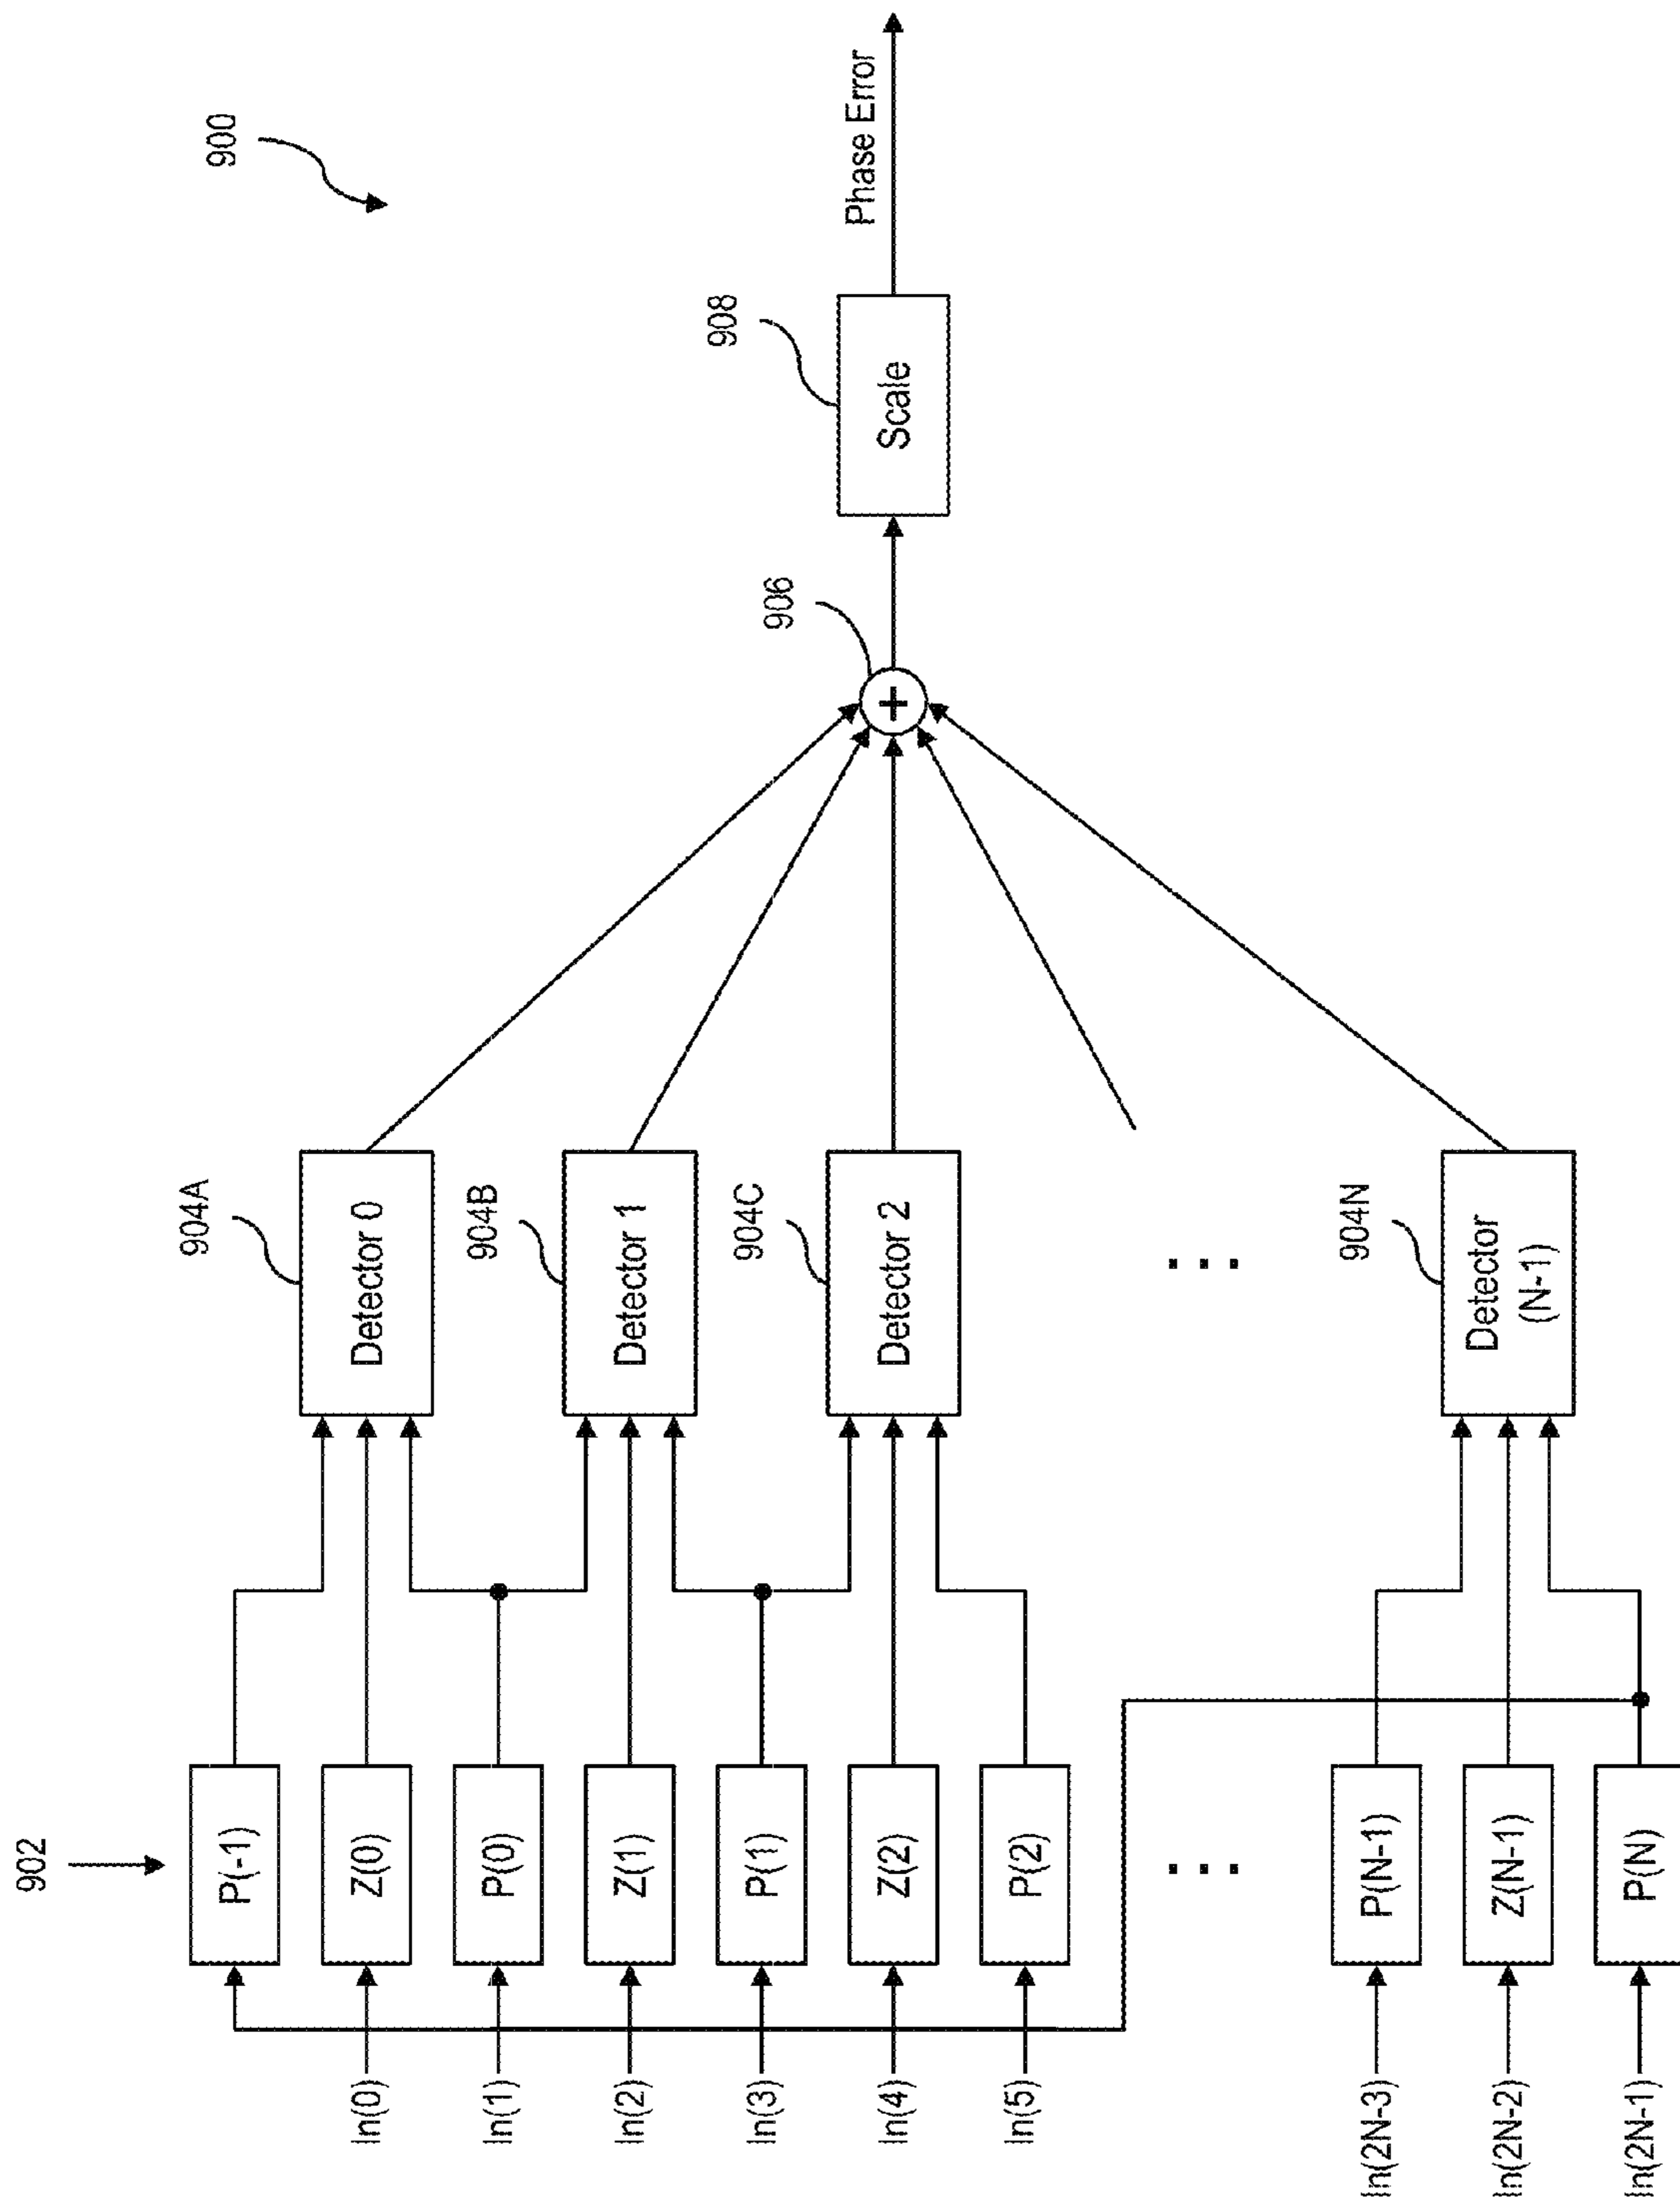 900
902
P(-1)
Z(0)
P(0)
Z(1)
P(1)
Z(2)
P(2)
...
P(N-1)
Z(N-1)
P(N)
In(0)
In(1)
In(2)
In(3)
In(4)
In(5)
In(2N-3)
In(2N-2)
In(2N-1)
904A
Detector 0
904B
Detector 1
904C
Detector 2
...
904N
Detector
(N-1)
906
+
908
Scale
Phase Error